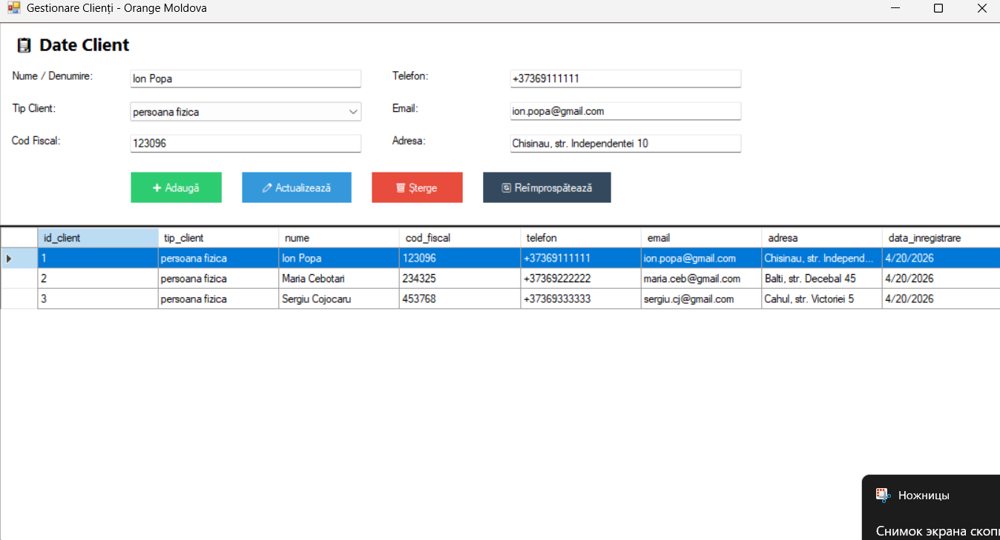 Gestionare Clienți - Orange Moldova
Date Client
Nume / Denumire: Ion Popa Telefon: +37369111111
Tip Client: persoana fizica Email: ion.popa@gmail.com
Cod Fiscal: 123096 Adresa: Chisinau, str. Independentei 10
Adaugă Actualizează Șterge Reîmprospătează
id_client tip_client nume cod_fiscal telefon email adresa data_inregistrare
1 persoana fizica Ion Popa 123096 +37369111111 ion.popa@gmail.com Chisinau, str. Independ... 4/20/2026
2 persoana fizica Maria Cebotari 234325 +37369222222 maria.ceb@gmail.com Balti, str. Decebal 45 4/20/2026
3 persoana fizica Sergiu Cojocaru 453768 +37369333333 sergiu.cj@gmail.com Cahul, str. Victoriei 5 4/20/2026
Ножницы
Снимок экрана